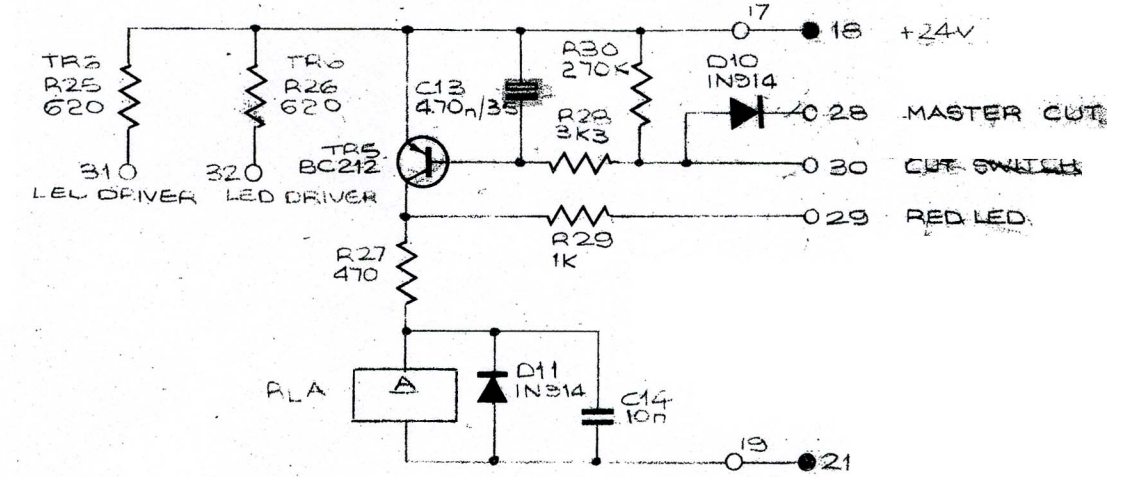 17
18 +24V
TR3
R25
620
TR6
R26
620
C13
470n/35
R30
270K
D10
IN914
28 MASTER CUT
R28
3K3
TR5
BC212
30 CUT SWITCH
31
LED DRIVER
32
LED DRIVER
29 RED LED.
R29
1K
R27
470
RLA
A
D11
IN914
C14
10n
19
21